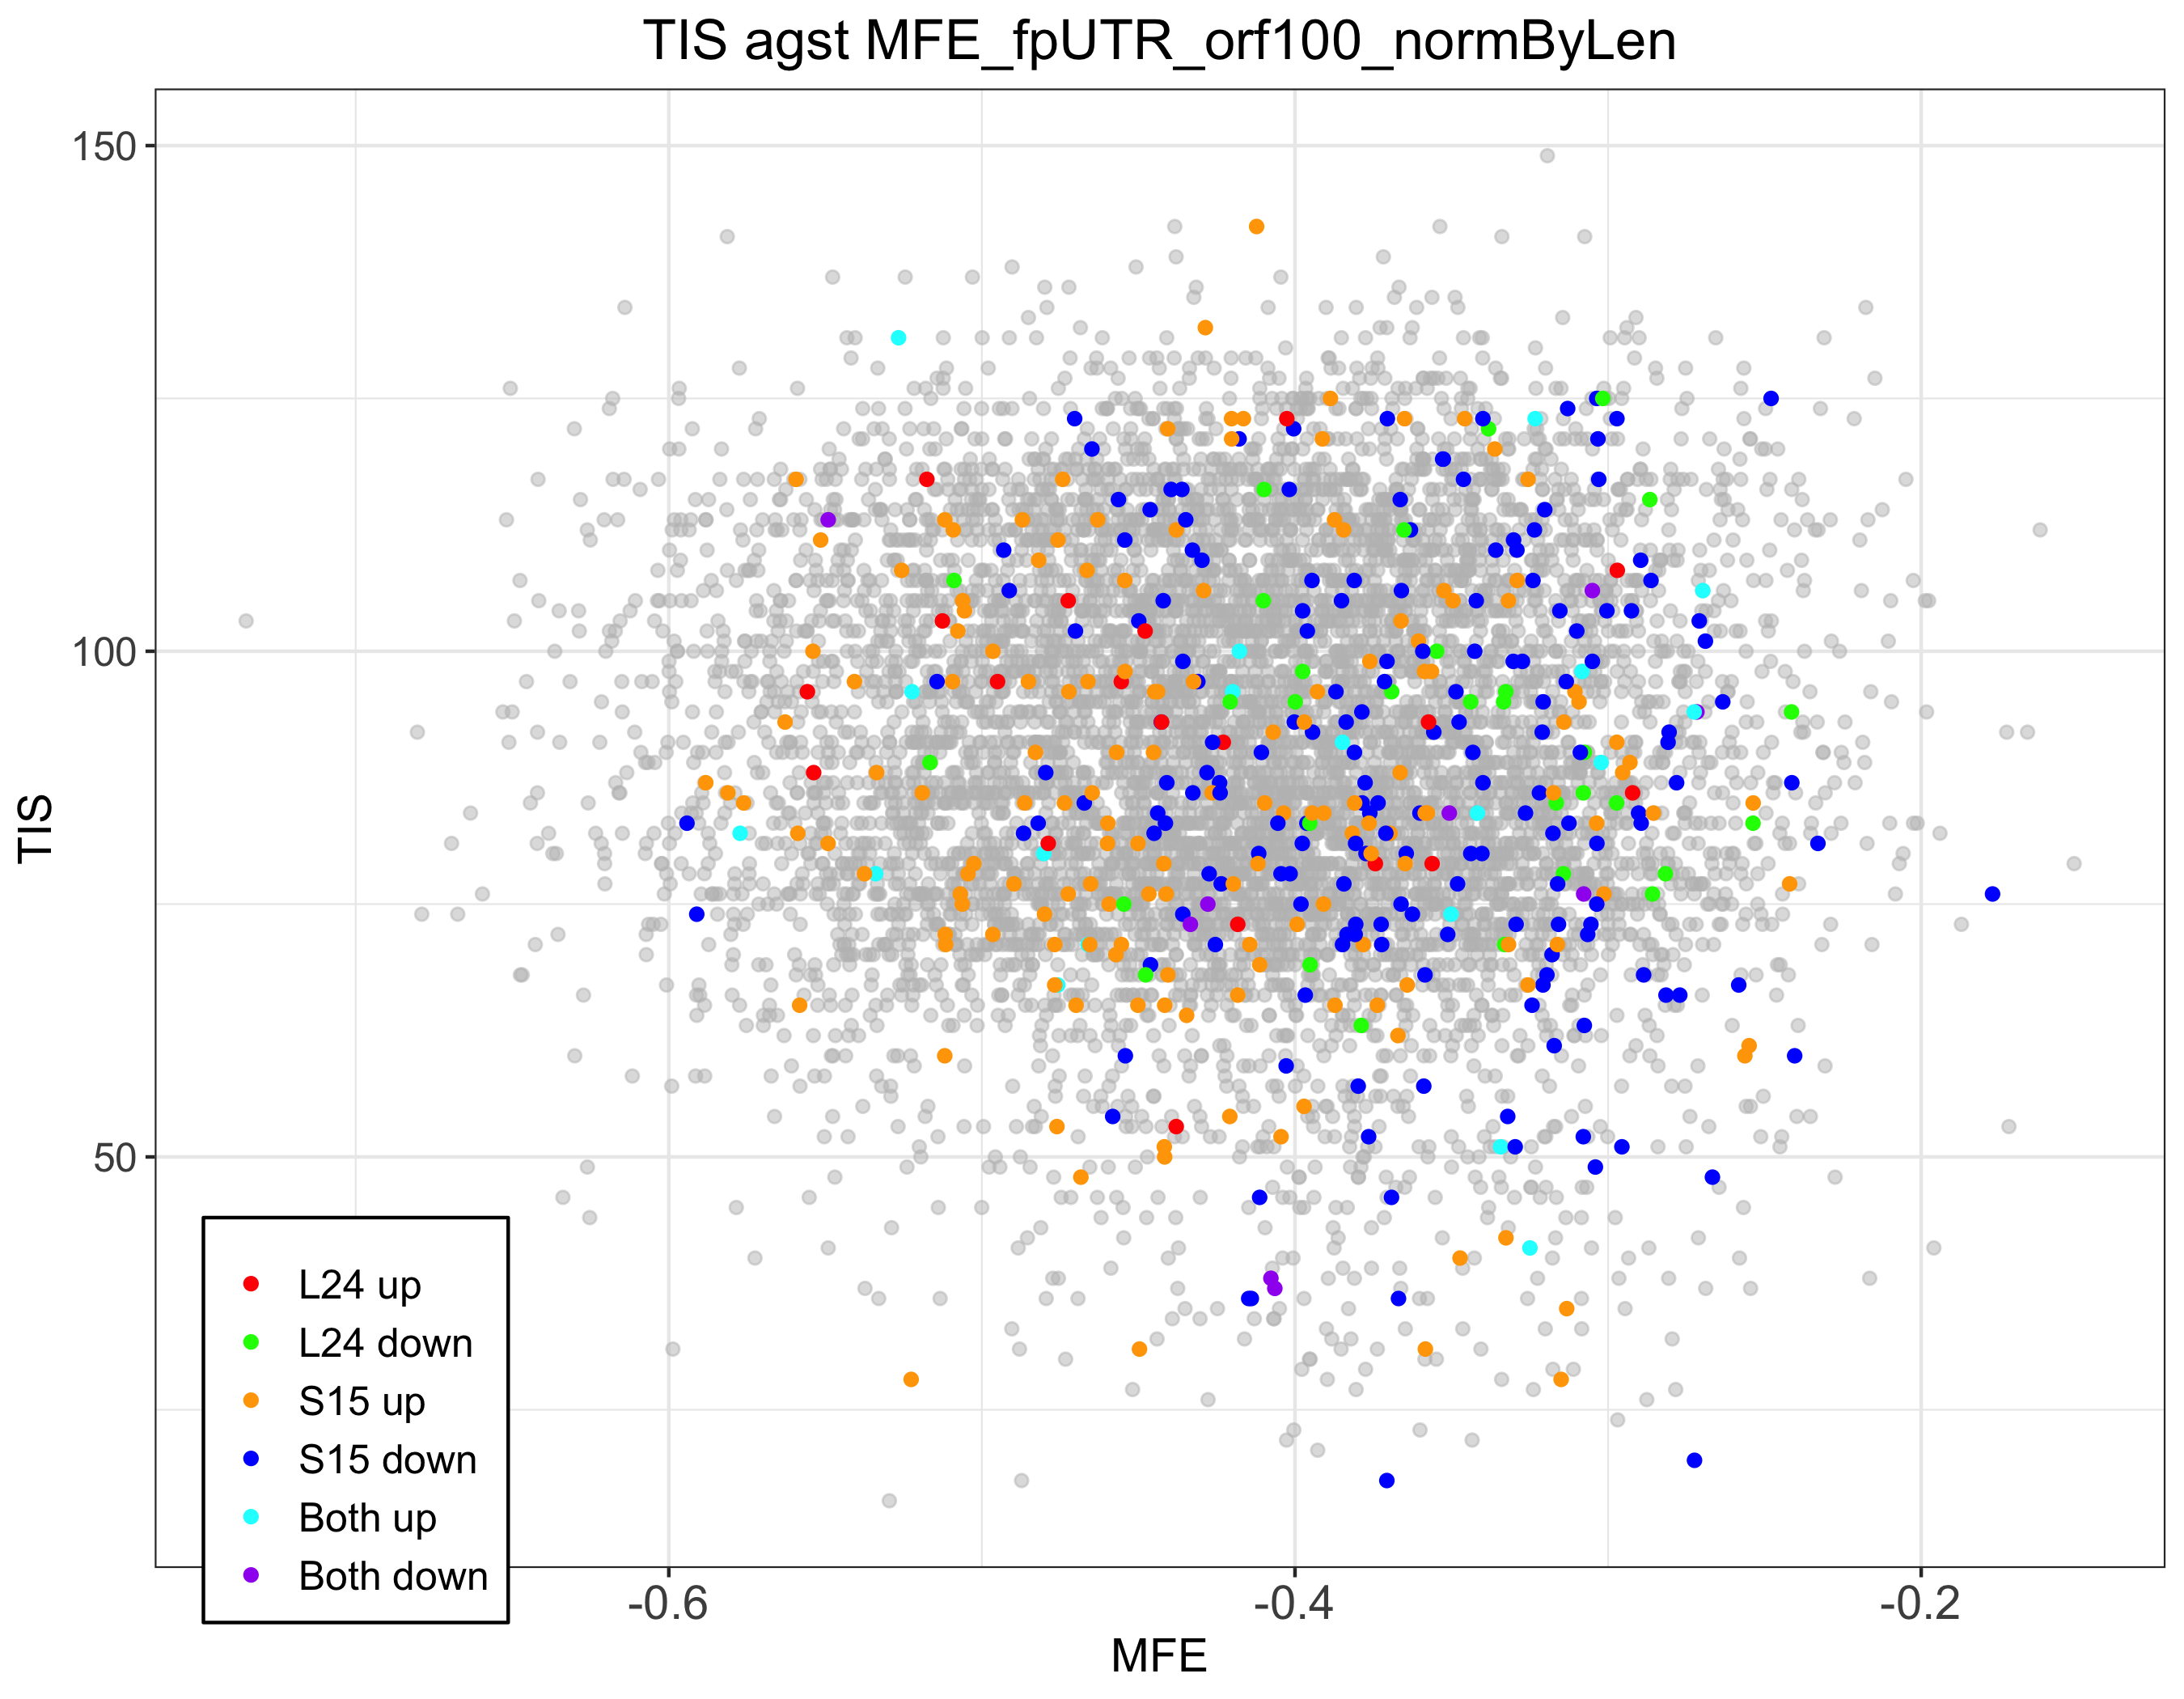 TIS agst MFE_fpUTR_orf100_normByLen
150
100
50
TIS
L24 up
L24 down
S15 up
S15 down
Both up
Both down
-0.6
-0.4
-0.2
MFE